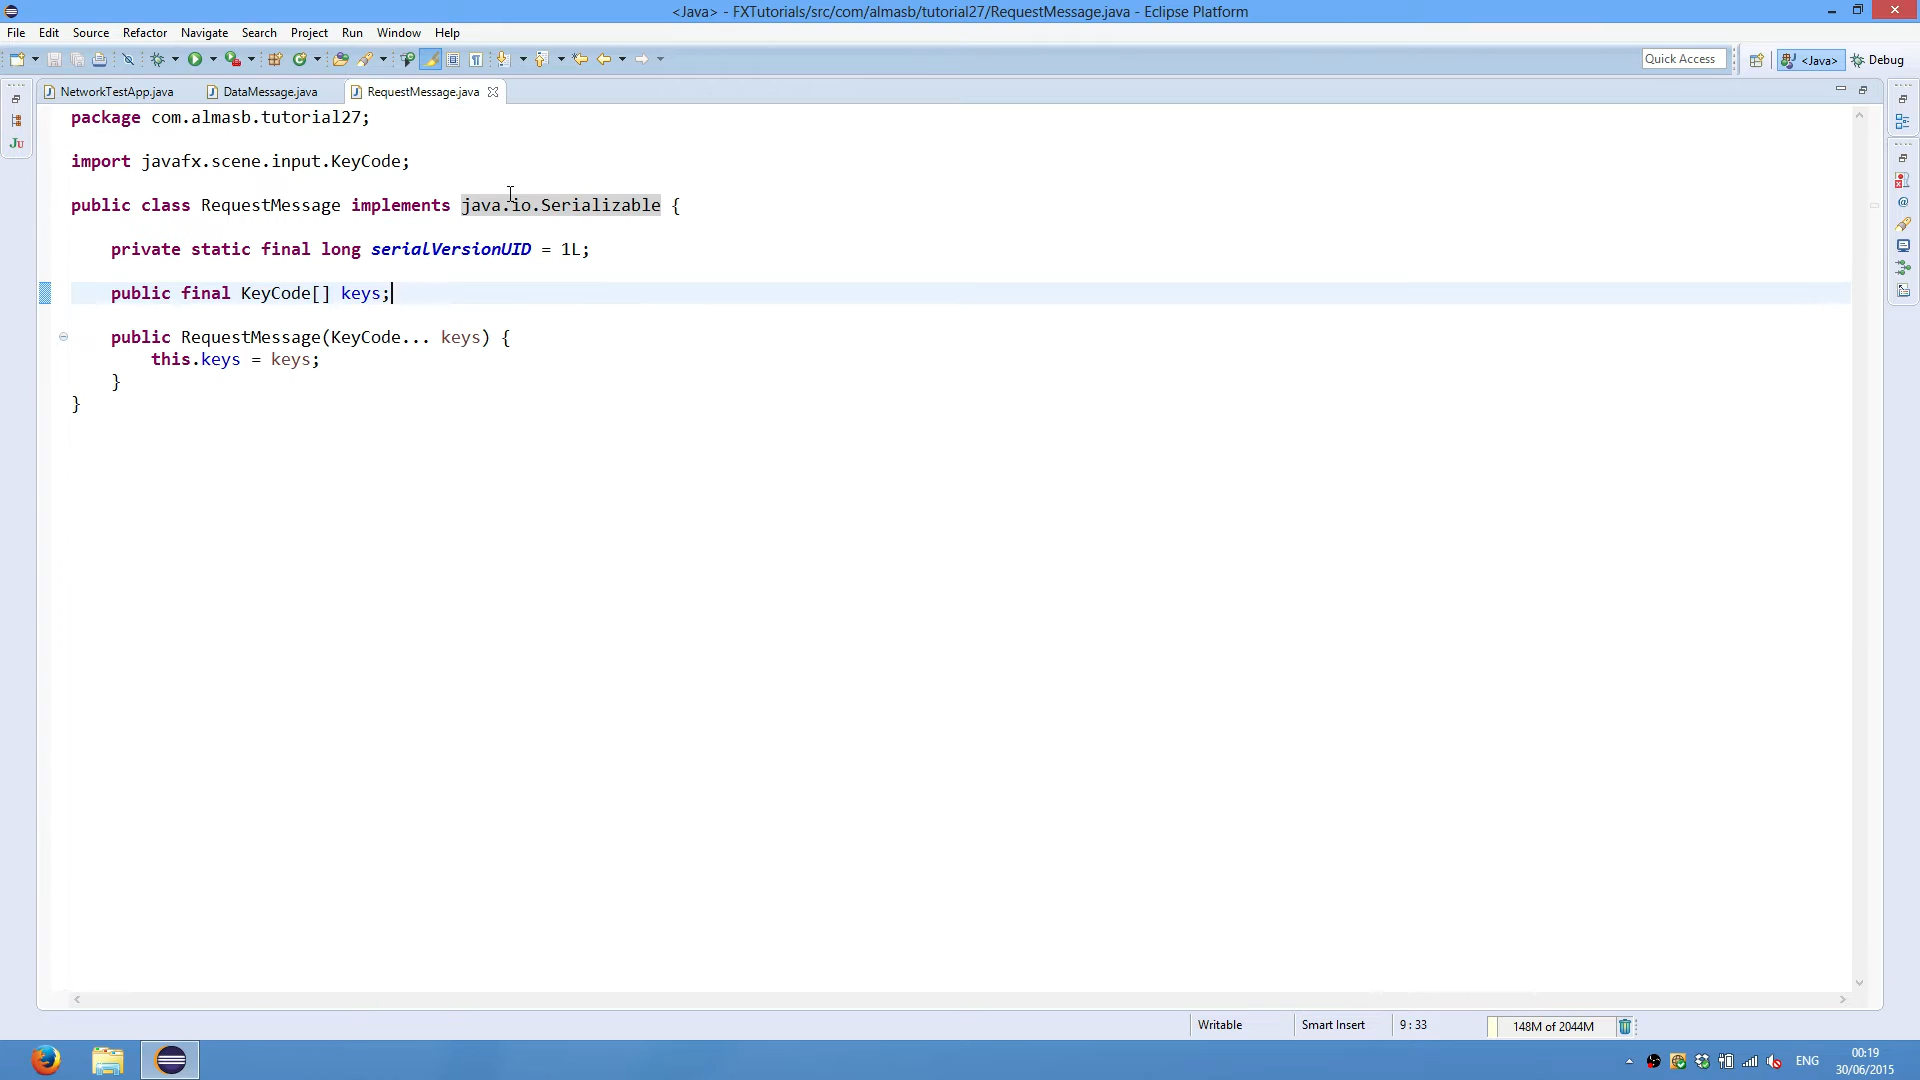 <Java> - FXTutorials/src/com/almasb/tutorial27/RequestMessage.java - Eclipse Platform
File Edit Source Refactor Navigate Search Project Run Window Help
Quick Access <Java> Debug
NetworkTestApp.java DataMessage.java RequestMessage.java
package com.almasb.tutorial27;
import javafx.scene.input.KeyCode;
public class RequestMessage implements java.io.Serializable {
private static final long serialVersionUID = 1L;
public final KeyCode[] keys;
public RequestMessage(KeyCode... keys) {
this.keys = keys;
}
}
Writable Smart Insert 9 : 33 148M of 2044M
ENG 00:19
30/06/2015